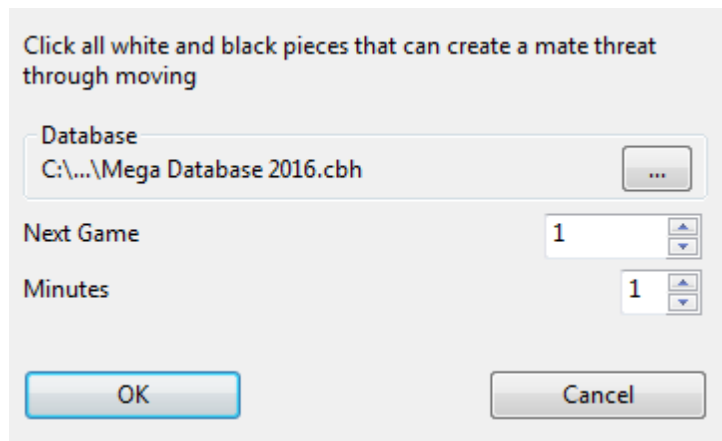 Click all white and black pieces that can create a mate threat
through moving
Database
C:\...\Mega Database 2016.cbh
...
Next Game
1
Minutes
1
OK
Cancel